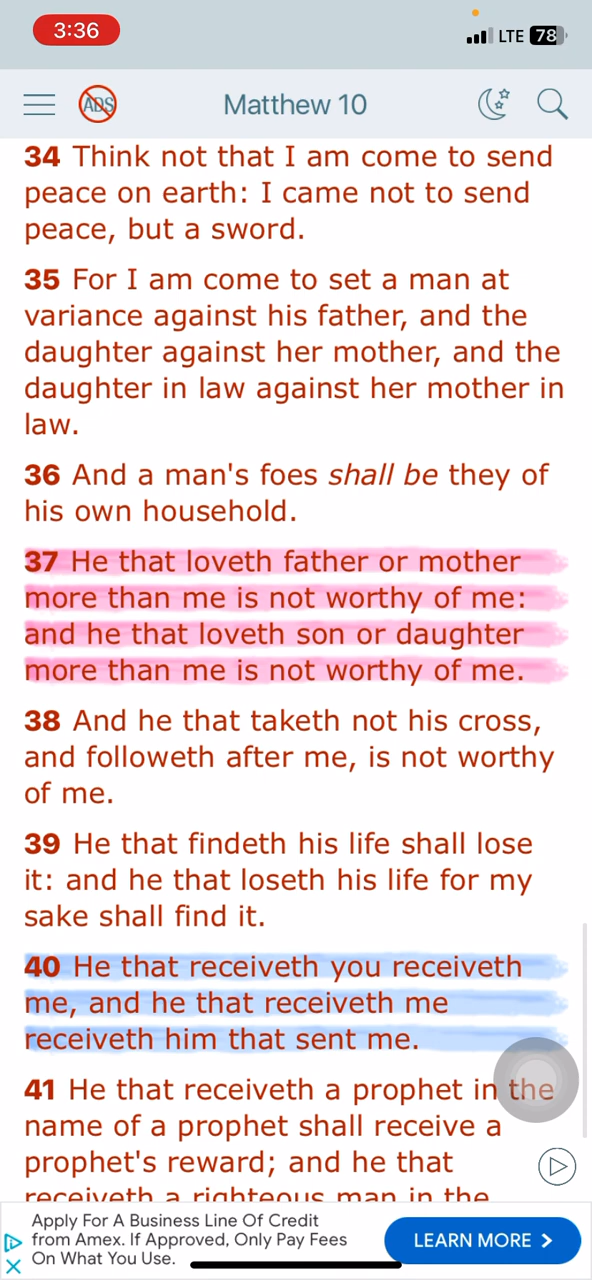 3:36
LTE 78
ADS
Matthew 10
34 Think not that I am come to send
peace on earth: I came not to send
peace, but a sword.
35 For I am come to set a man at
variance against his father, and the
daughter against her mother, and the
daughter in law against her mother in
law.
36 And a man's foes shall be they of
his own household.
37 He that loveth father or mother
more than me is not worthy of me:
and he that loveth son or daughter
more than me is not worthy of me.
38 And he that taketh not his cross,
and followeth after me, is not worthy
of me.
39 He that findeth his life shall lose
it: and he that loseth his life for my
sake shall find it.
40 He that receiveth you receiveth
me, and he that receiveth me
receiveth him that sent me.
41 He that receiveth a prophet in the
name of a prophet shall receive a
prophet's reward; and he that
receiveth a righteous man in the
Apply For A Business Line Of Credit
from Amex. If Approved, Only Pay Fees
On What You Use.
LEARN MORE >